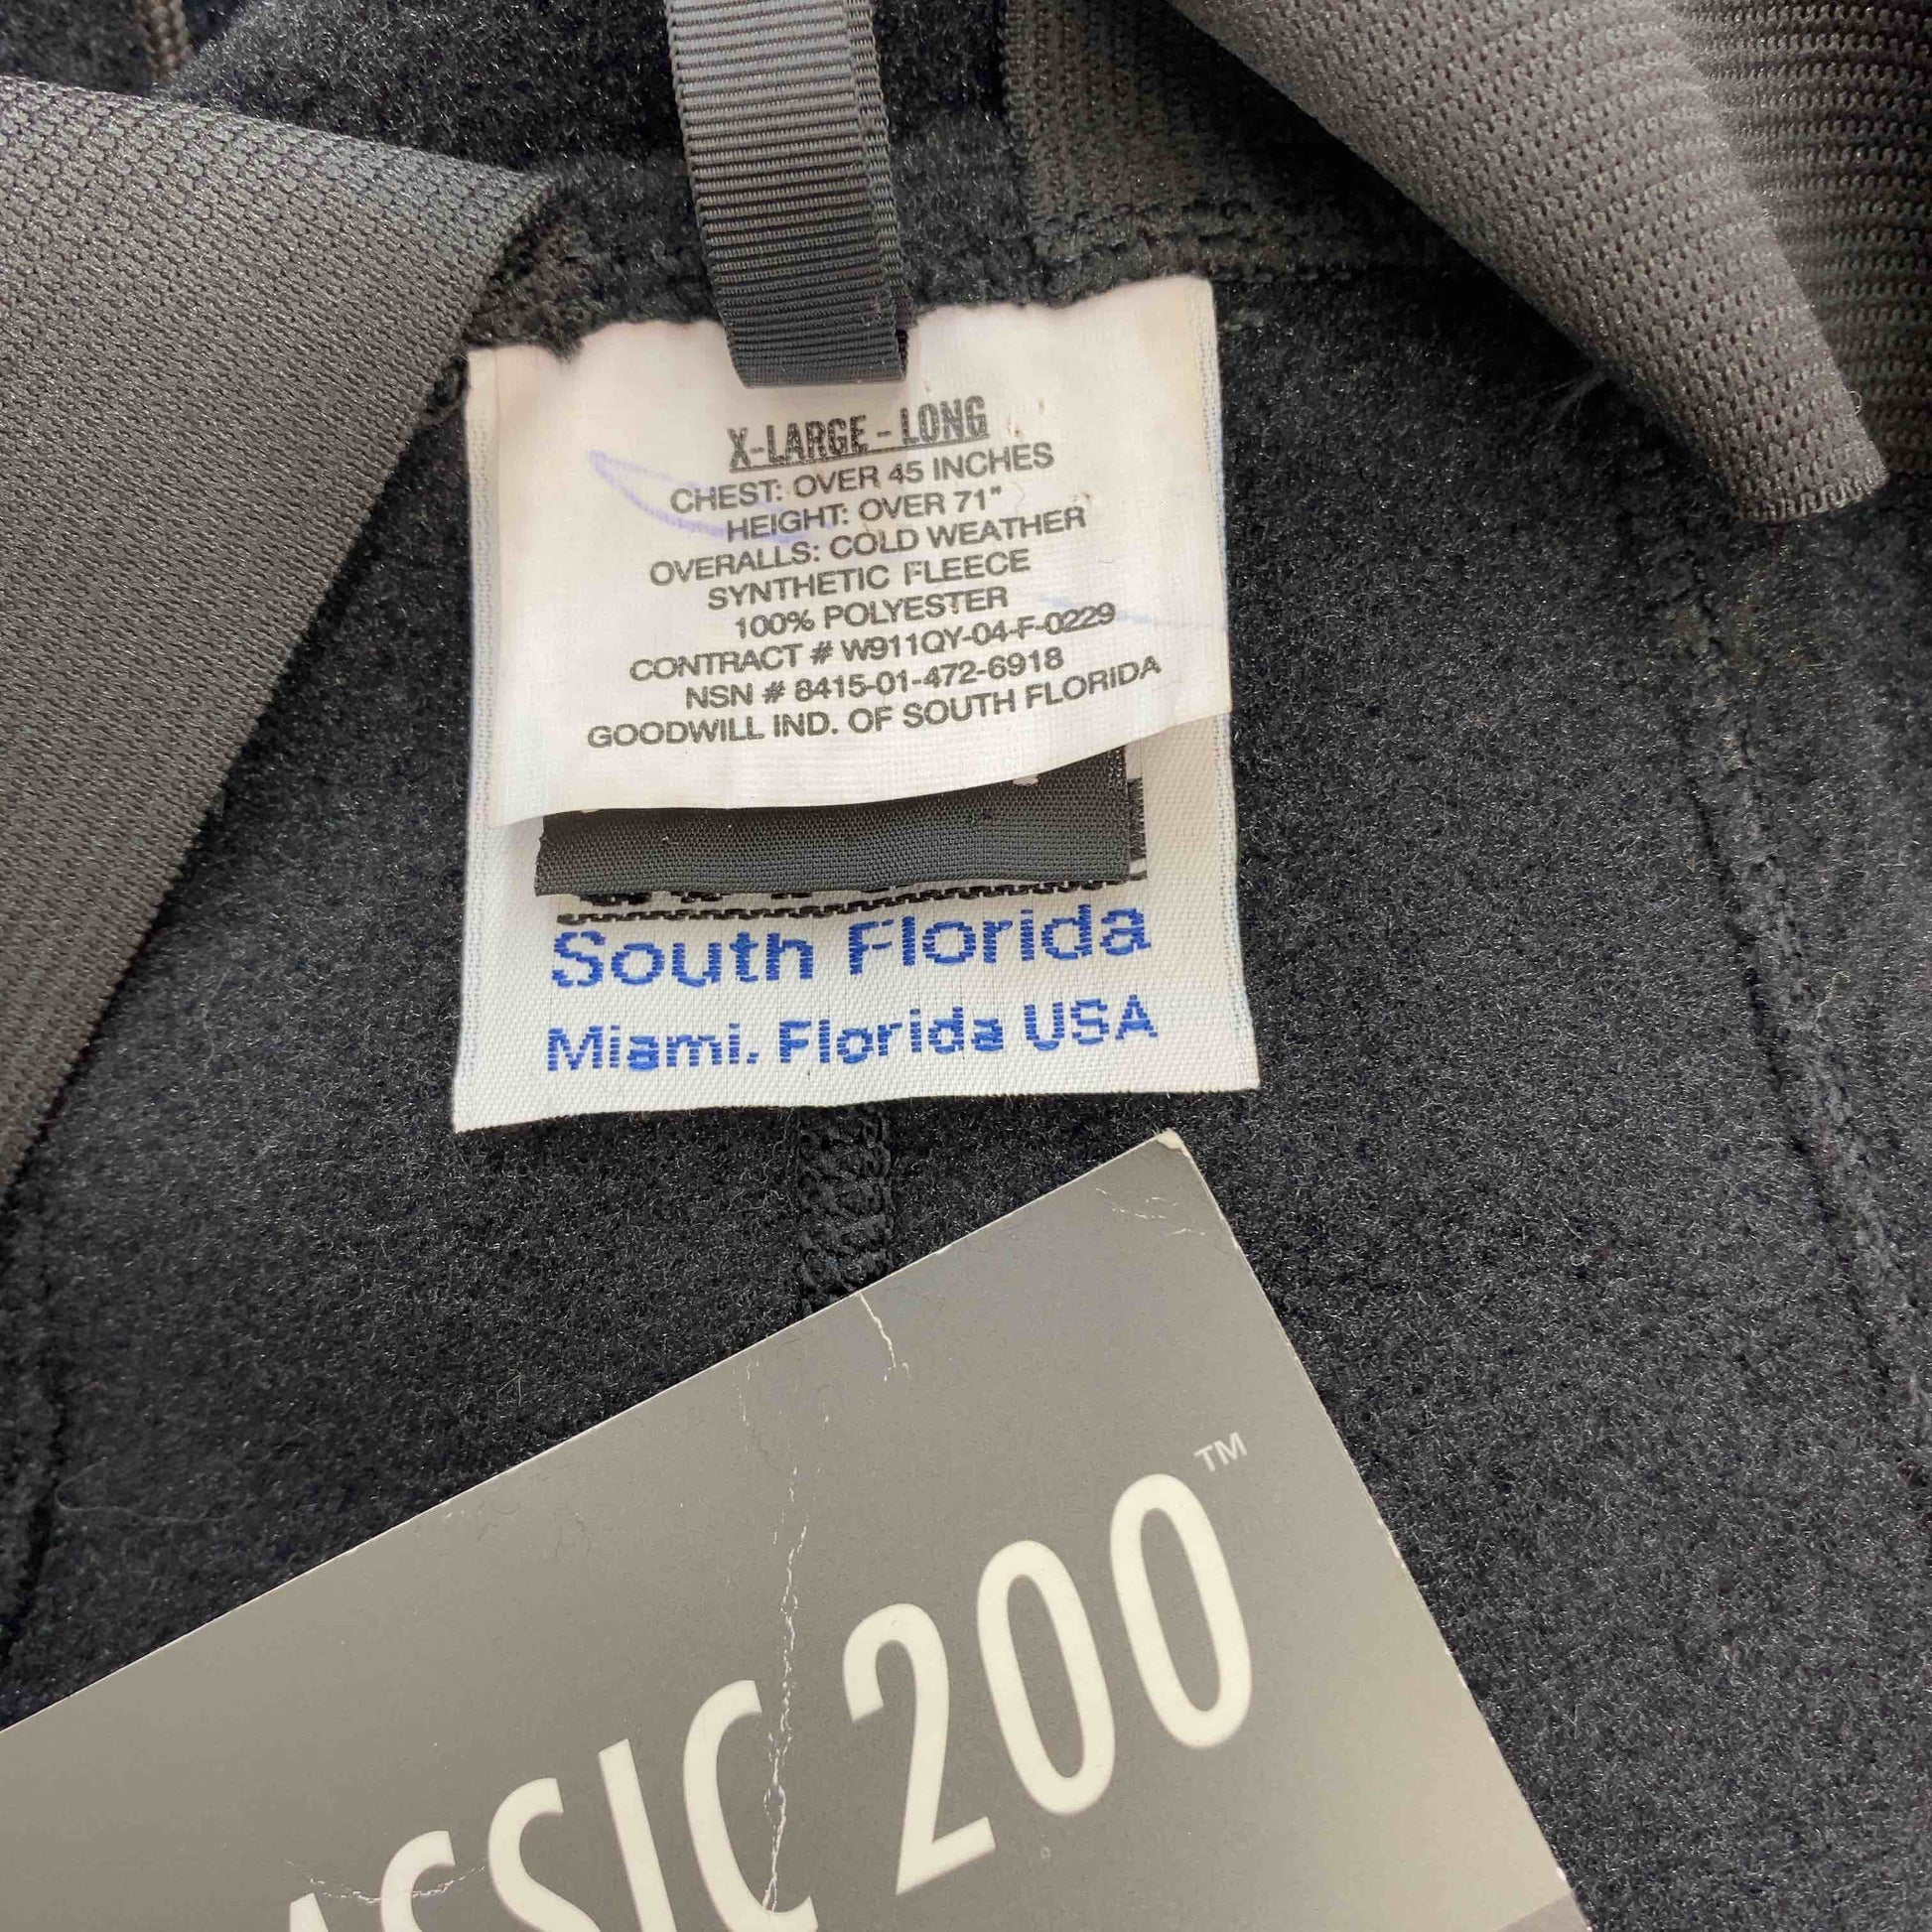 X-LARGE - LONG
CHEST: OVER 45 INCHES
HEIGHT: OVER 71"
OVERALLS: COLD WEATHER
SYNTHETIC FLEECE
100% POLYESTER
CONTRACT # W911QY-04-F-0229
NSN # 8415-01-472-6918
GOODWILL IND. OF SOUTH FLORIDA
South Florida
Miami, Florida USA
ASSIC 200™